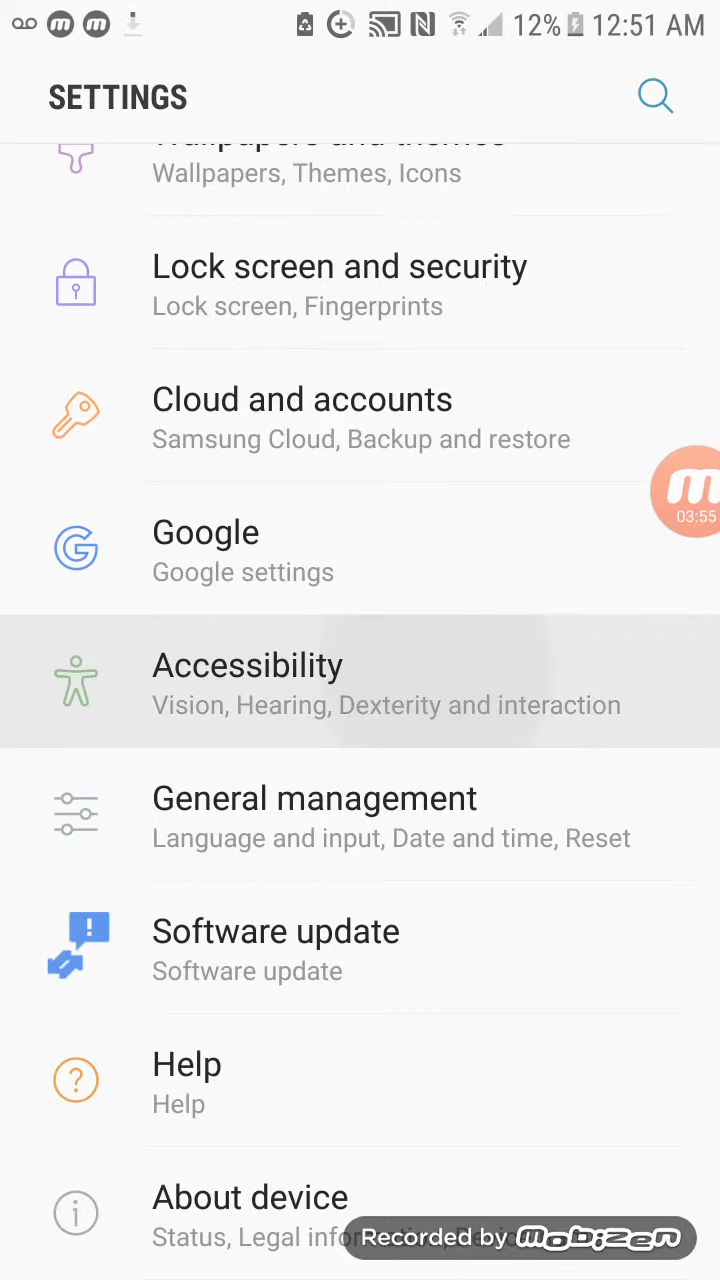 12% 12:51 AM
SETTINGS
Wallpapers and themes
Wallpapers, Themes, Icons
Lock screen and security
Lock screen, Fingerprints
Cloud and accounts
Samsung Cloud, Backup and restore
03:55
Google
Google settings
Accessibility
Vision, Hearing, Dexterity and interaction
General management
Language and input, Date and time, Reset
Software update
Software update
Help
Help
About device
Status, Legal
Recorded by mobizen